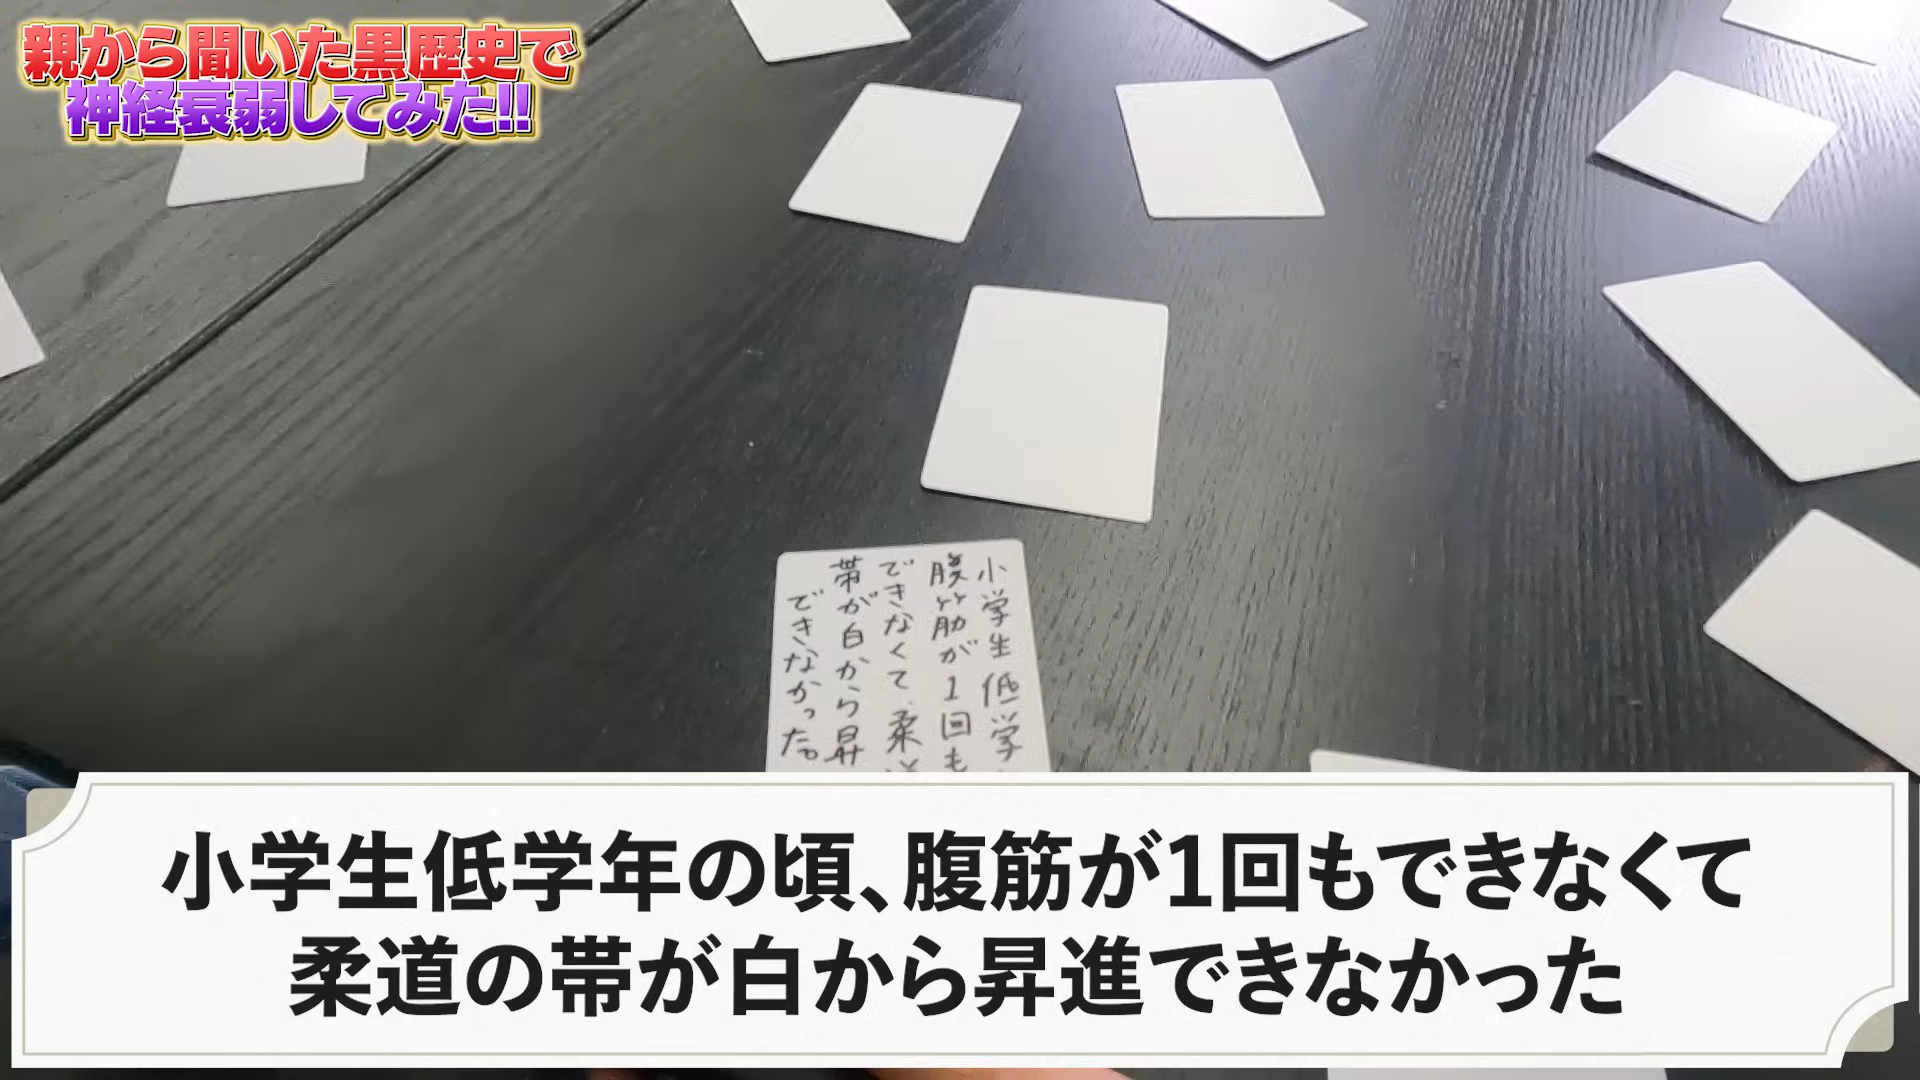 親から聞いた黒歴史で
神経衰弱してみた!!
小学生低学
腹筋が1回も
できなくて、柔
帯が白から昇
できなかった。
小学生低学年の頃、腹筋が1回もできなくて
柔道の帯が白から昇進できなかった